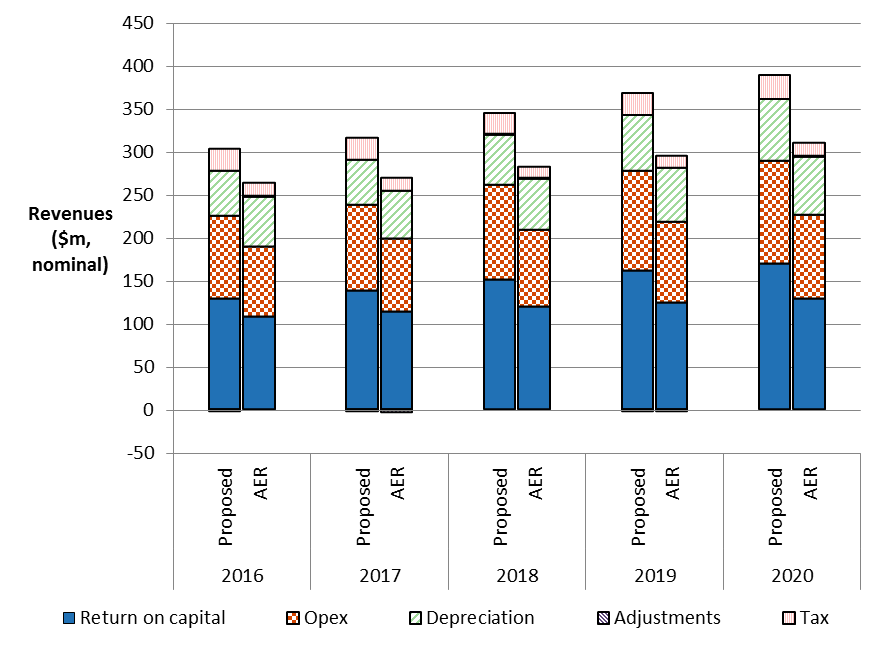 450
400
350
300
250
200
150
100
50
0
-50
Revenues
($m,
nominal)
Proposed
AER
Proposed
AER
Proposed
AER
Proposed
AER
Proposed
AER
2016
2017
2018
2019
2020
Return on capital
Opex
Depreciation
Adjustments
Tax